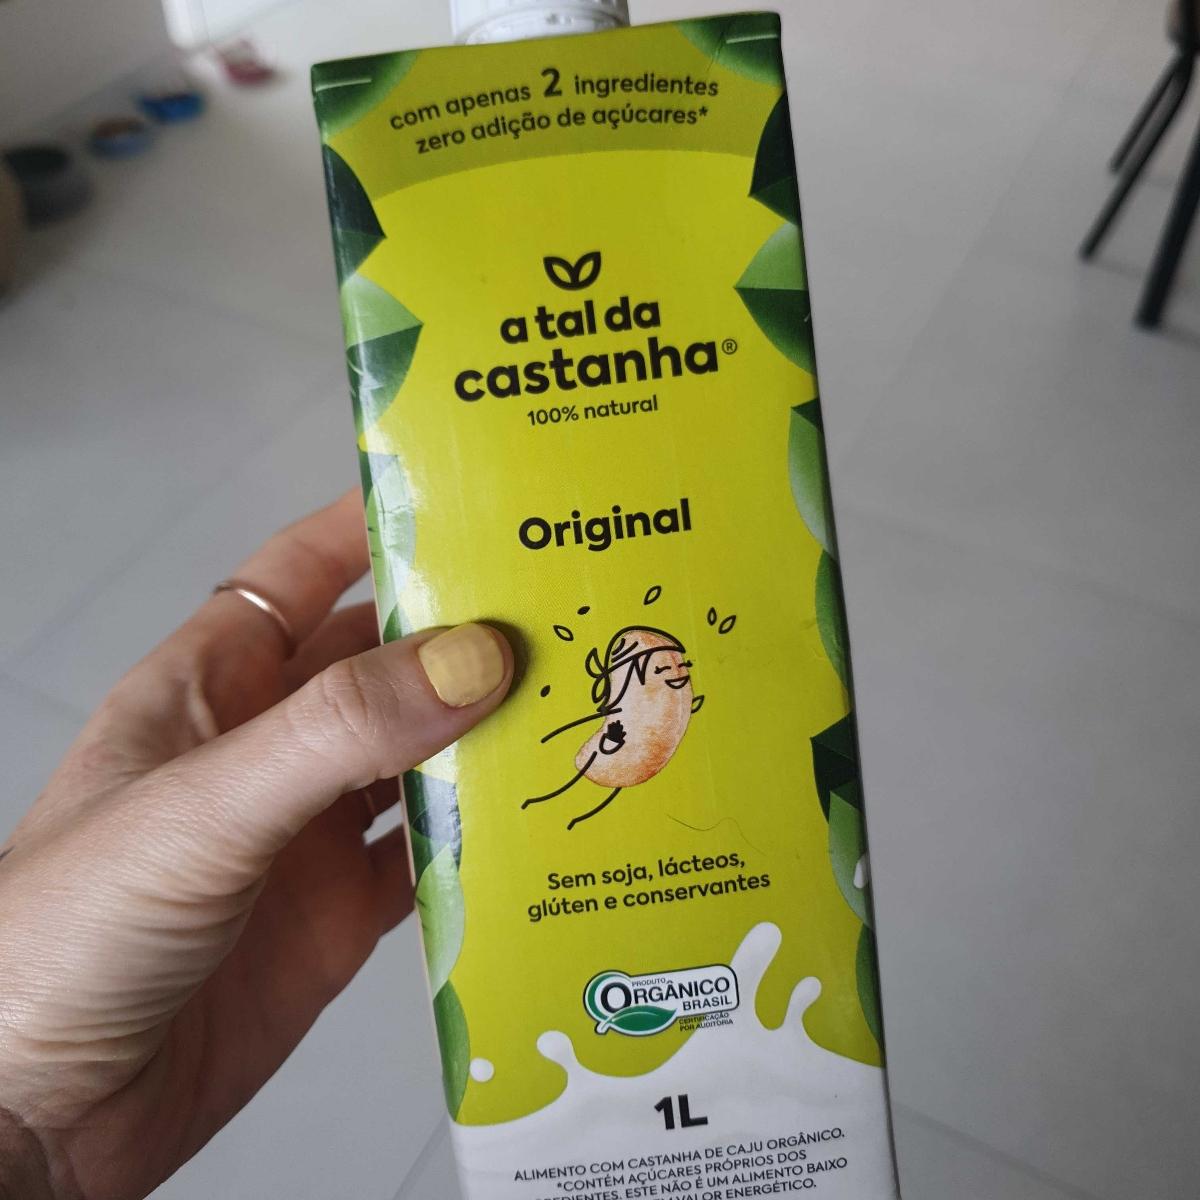 com apenas 2 ingredientes
zero adição de açúcares*
a tal da
castanha®
100% natural
Original
Sem soja, lácteos,
glúten e conservantes
PRODUTO
ORGÂNICO
BRASIL
CERTIFICAÇÃO
POR AUDITORIA
1L
ALIMENTO COM CASTANHA DE CAJU ORGÂNICO.
*CONTÉM AÇÚCARES PRÓPRIOS DOS
ESTE NÃO É UM ALIMENTO BAIXO
VALOR ENERGÉTICO.